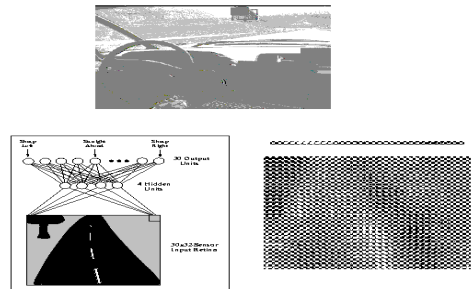 Sharp Left
Straight Ahead
Sharp Right
30 Output
Units
4 Hidden
Units
30x32 Sensor
Input Retina